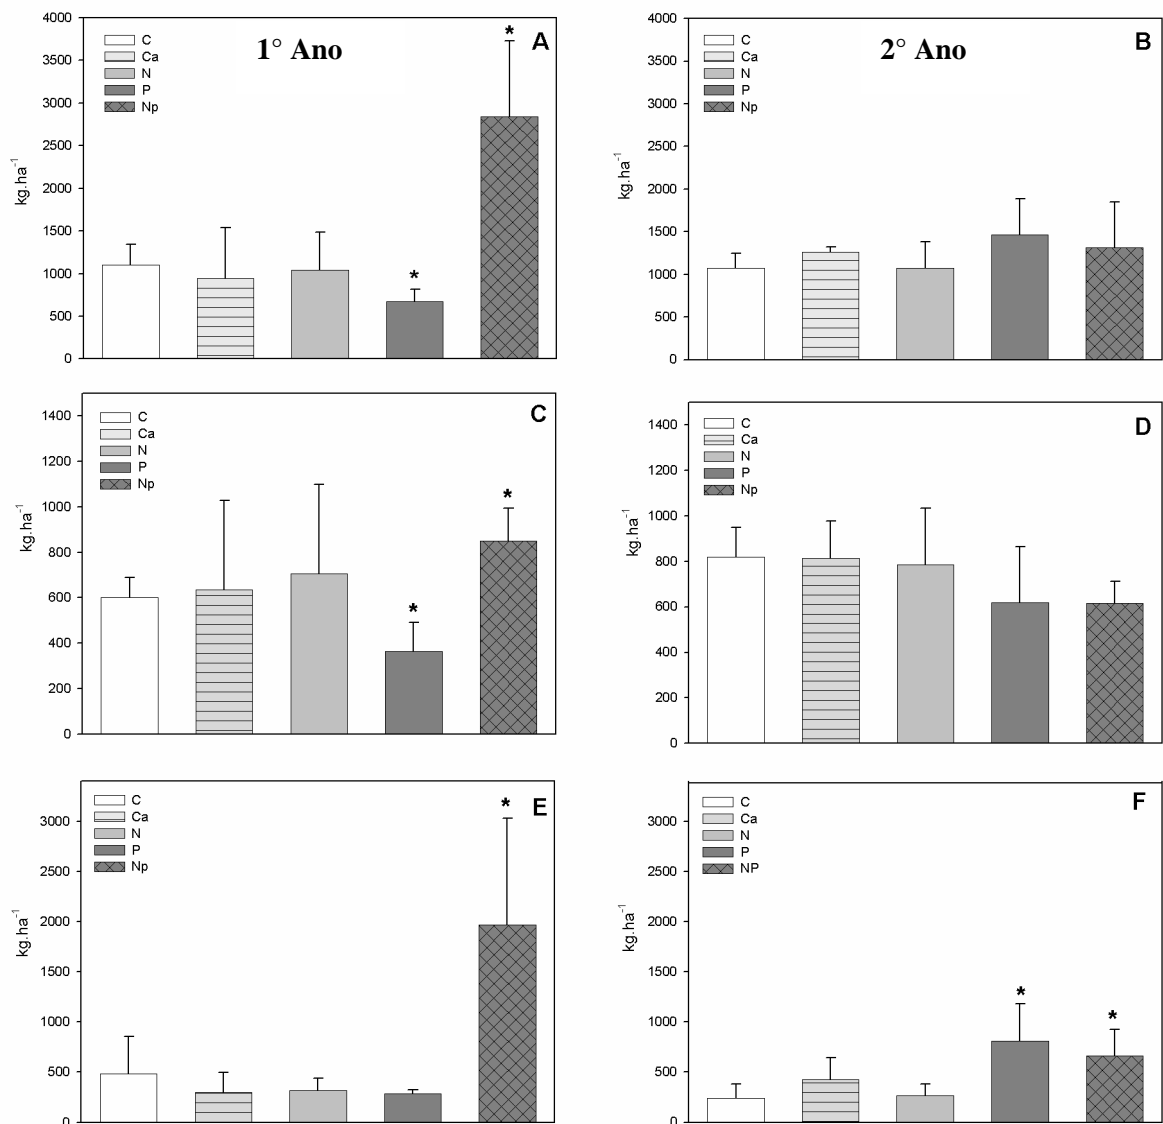 1° Ano
A
*
*
C
Ca
N
P
Np
4000
3500
3000
2500
2000
1500
1000
500
0
kg.ha⁻¹
2° Ano
B
C
Ca
N
P
Np
4000
3500
3000
2500
2000
1500
1000
500
0
kg.ha⁻¹
C
*
*
C
Ca
N
P
Np
1400
1200
1000
800
600
400
200
0
kg.ha⁻¹
D
C
Ca
N
P
Np
1400
1200
1000
800
600
400
200
0
kg.ha⁻¹
E
*
C
Ca
N
P
Np
3000
2500
2000
1500
1000
500
0
kg.ha⁻¹
F
*
*
C
Ca
N
P
NP
3000
2500
2000
1500
1000
500
0
kg.ha⁻¹